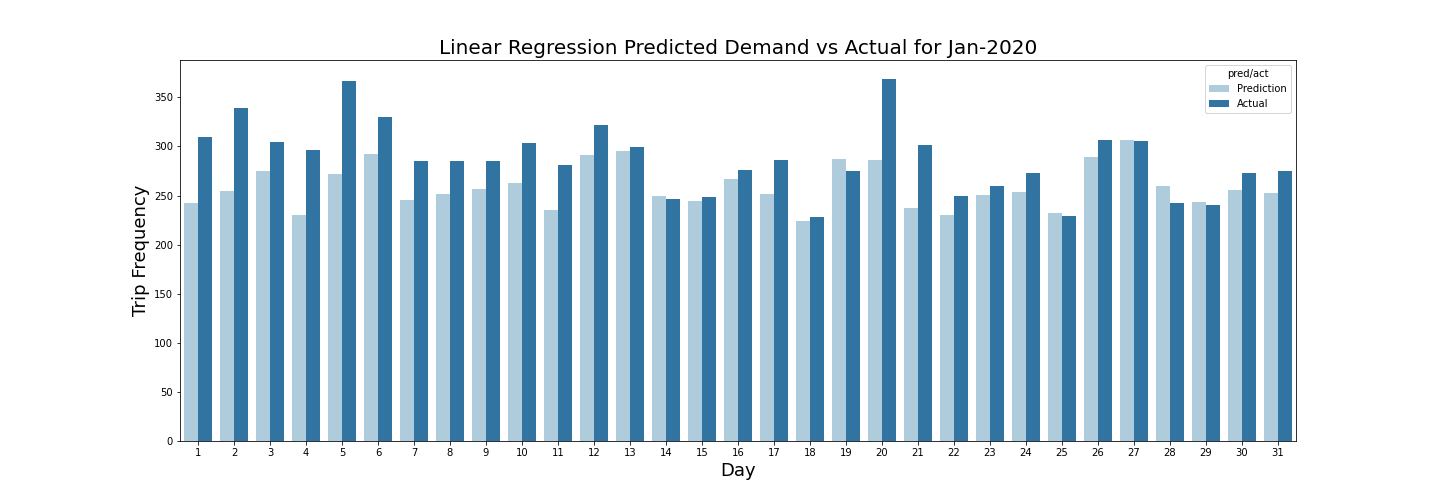 Linear Regression Predicted Demand vs Actual for Jan-2020
pred/act
Prediction
Actual
Trip Frequency
350
300
250
200
150
100
50
0
1 2 3 4 5 6 7 8 9 10 11 12 13 14 15 16 17 18 19 20 21 22 23 24 25 26 27 28 29 30 31
Day